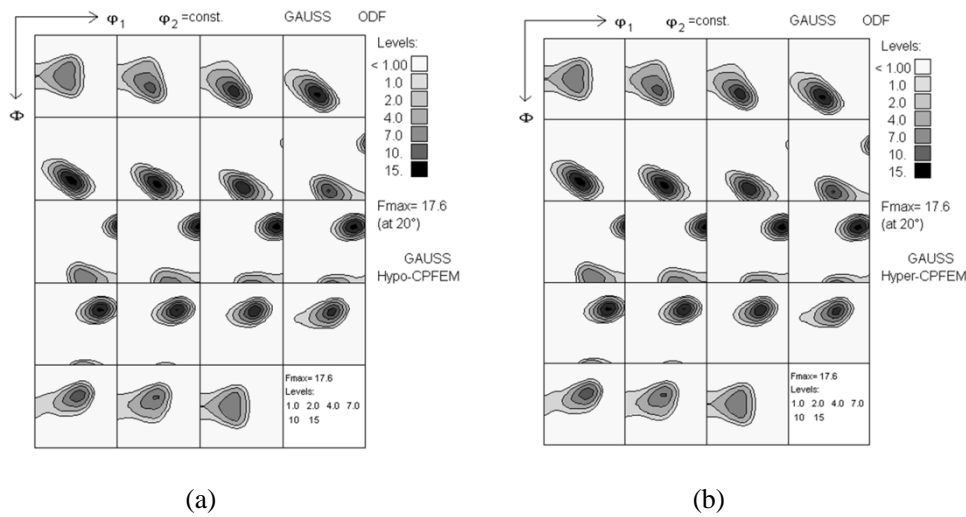 φ1 φ2 =const. GAUSS ODF
Φ
Levels:
< 1.00
1.0
2.0
4.0
7.0
10.
15.
Fmax= 17.6
(at 20°)
GAUSS
Hypo-CPFEM
Fmax= 17.6
Levels:
1.0 2.0 4.0 7.0
10 15
(a)
φ1 φ2 =const. GAUSS ODF
Φ
Levels:
< 1.00
1.0
2.0
4.0
7.0
10.
15.
Fmax= 17.6
(at 20°)
GAUSS
Hyper-CPFEM
Fmax= 17.6
Levels:
1.0 2.0 4.0 7.0
10 15
(b)